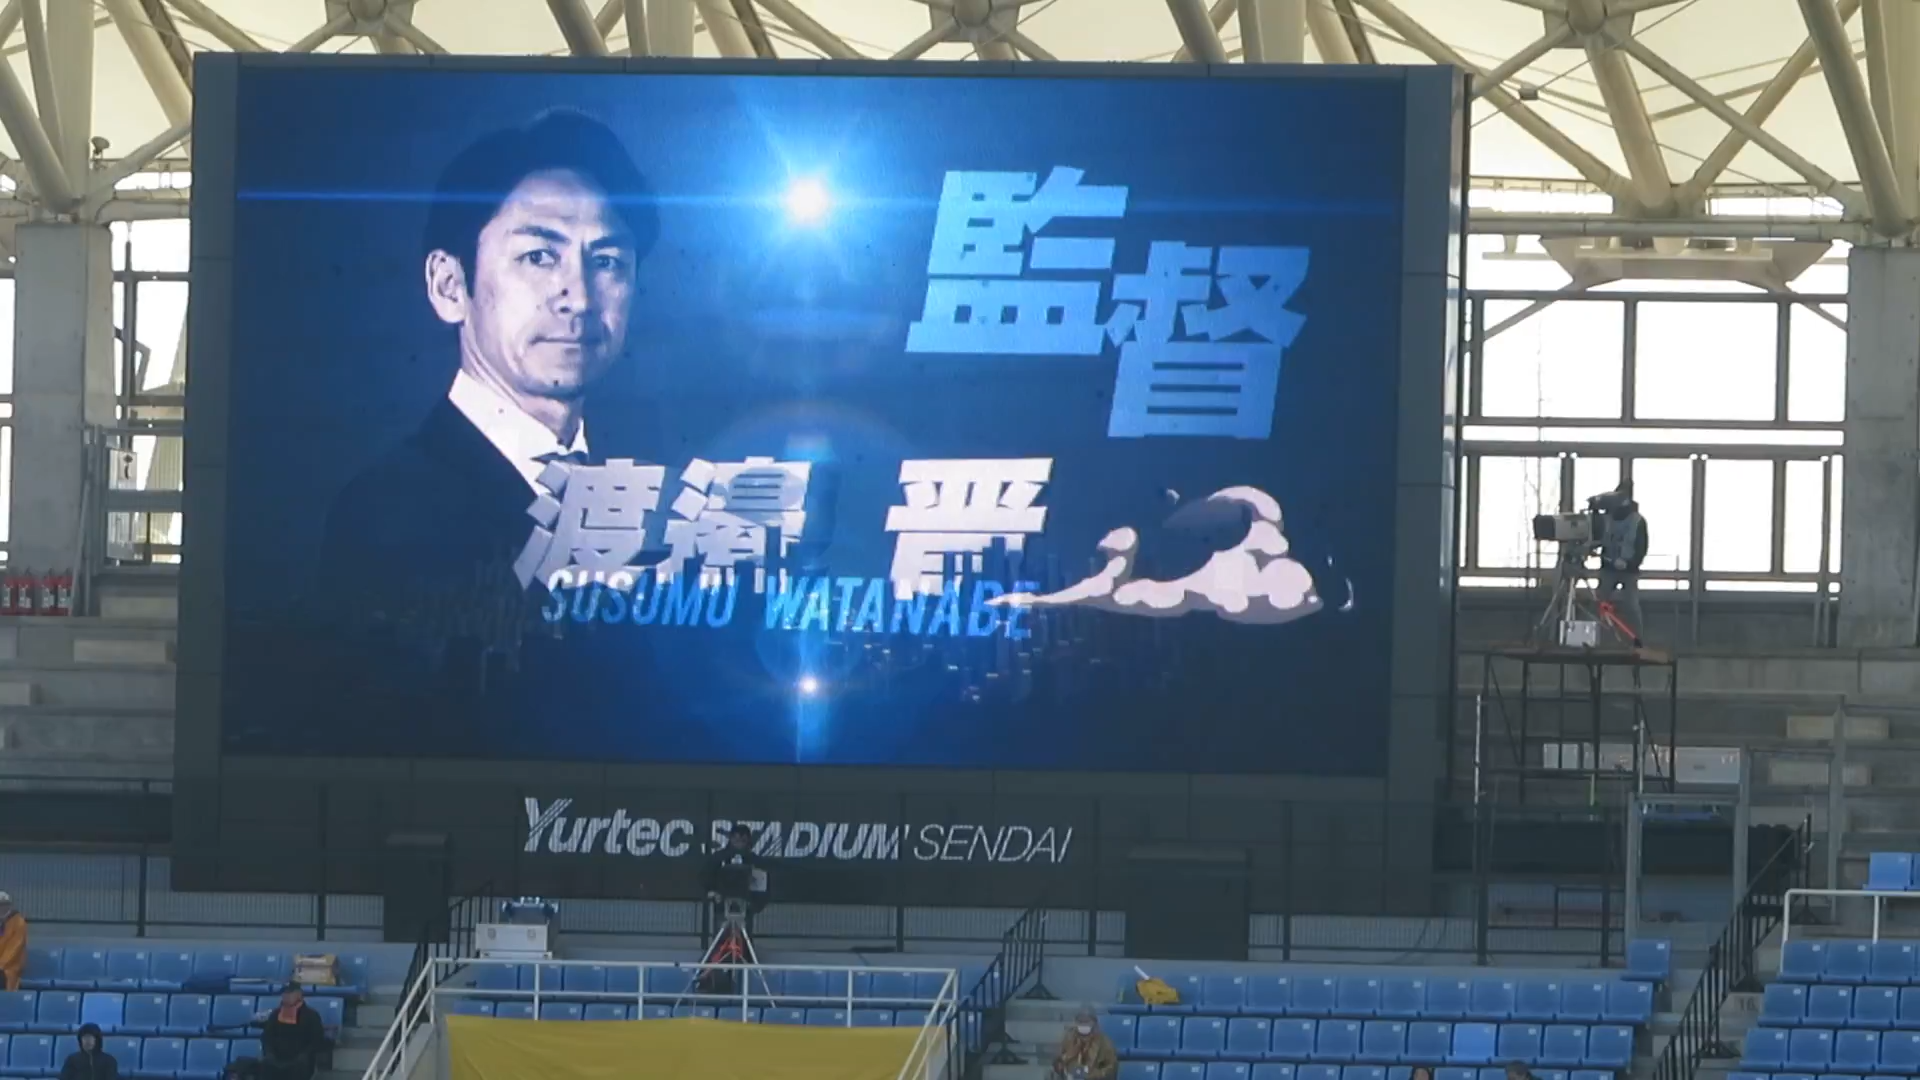 監督
渡邉 晋
SUSUMU WATANABE
Yurtec STADIUM SENDAI